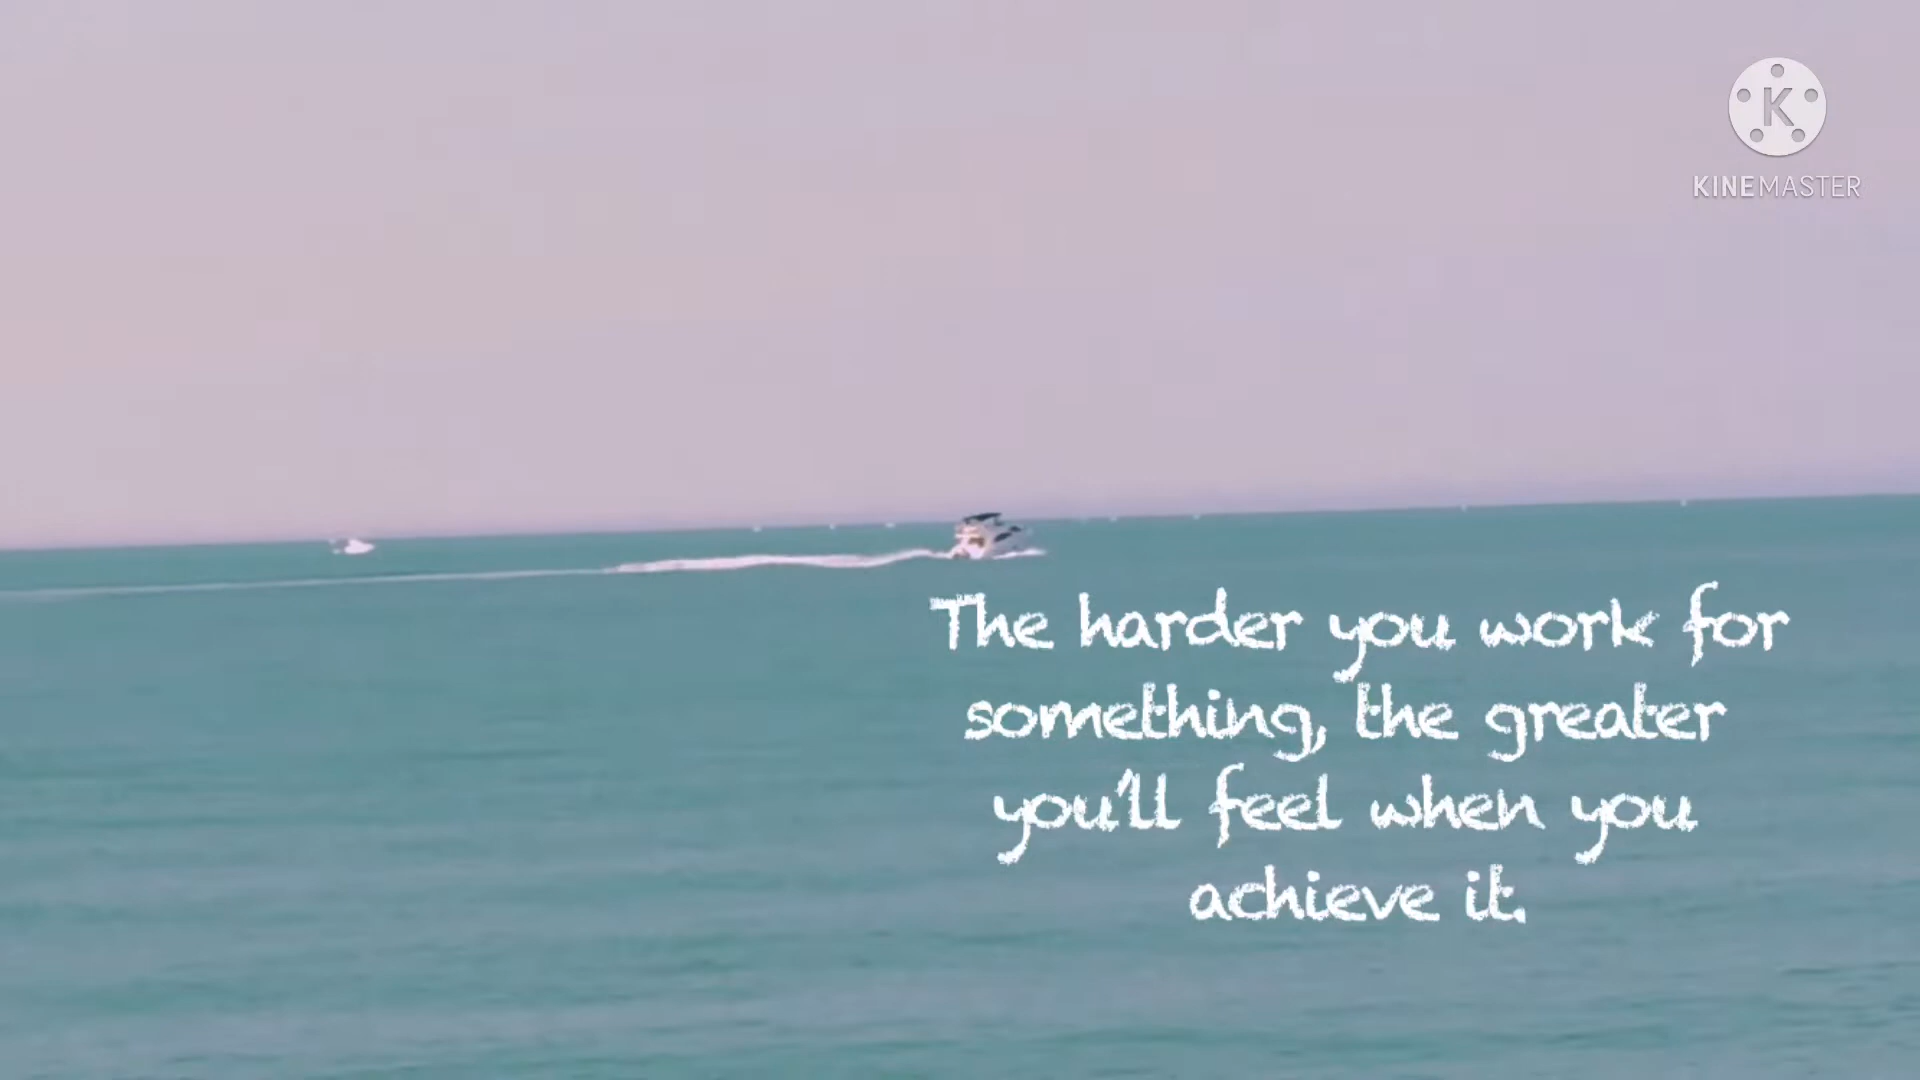 KINEMASTER
The harder you work for
something, the greater
you'll feel when you
achieve it.